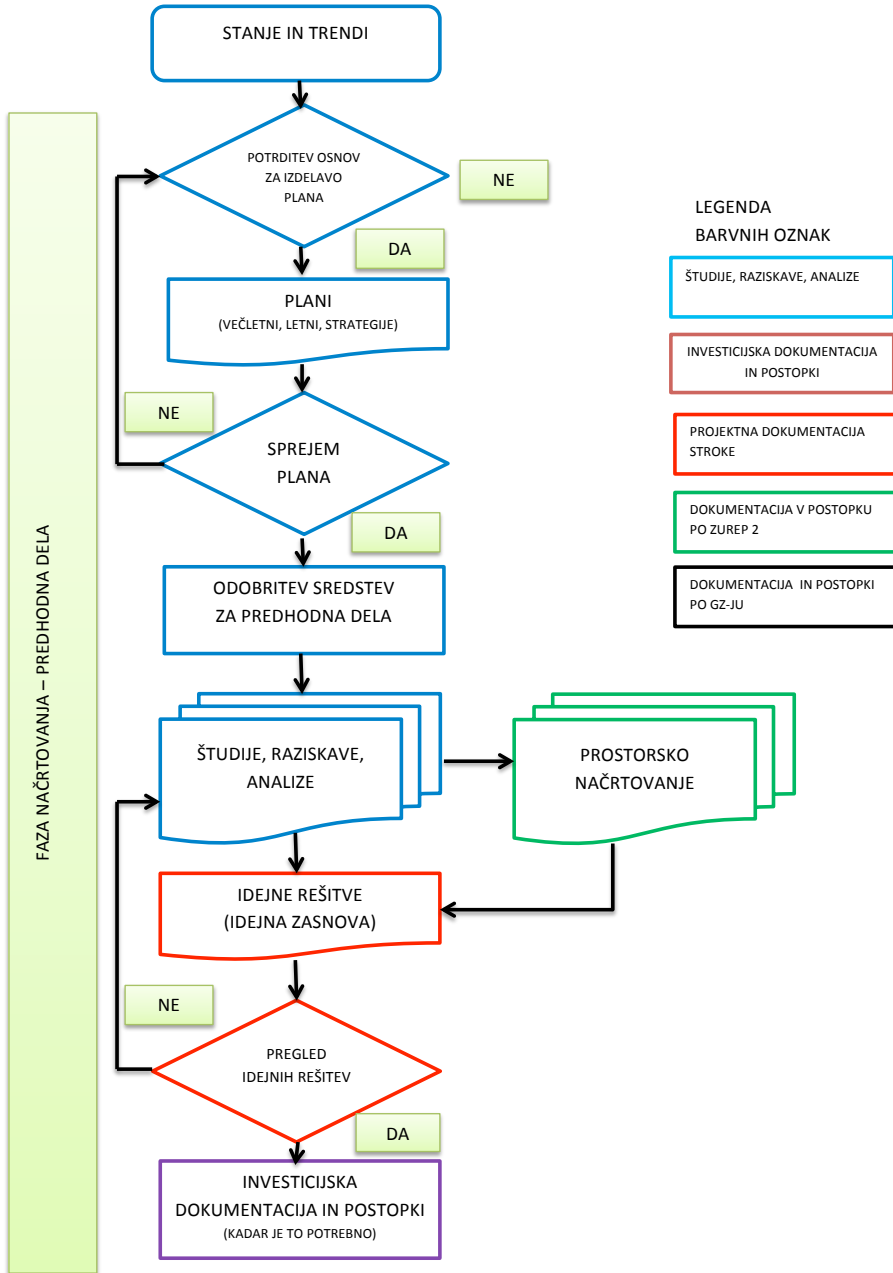 STANJE IN TRENDI
POTRDITEV OSNOV
ZA IZDELAVO
PLANA
NE
DA
PLANI
(VEČLETNI, LETNI, STRATEGIJE)
NE
SPREJEM
PLANA
DA
ODOBRITEV SREDSTEV
ZA PREDHODNA DELA
ŠTUDIJE, RAZISKAVE,
ANALIZE
PROSTORSKO
NAČRTOVANJE
IDEJNE REŠITVE
(IDEJNA ZASNOVA)
NE
PREGLED
IDEJNIH REŠITEV
DA
INVESTICIJSKA
DOKUMENTACIJA IN POSTOPKI
(KADAR JE TO POTREBNO)
FAZA NAČRTOVANJA – PREDHODNA DELA
LEGENDA
BARVNIH OZNAK
ŠTUDIJE, RAZISKAVE, ANALIZE
INVESTICIJSKA DOKUMENTACIJA
IN POSTOPKI
PROJEKTNA DOKUMENTACIJA
STROKE
DOKUMENTACIJA V POSTOPKU
PO ZUREP 2
DOKUMENTACIJA IN POSTOPKI
PO GZ-JU